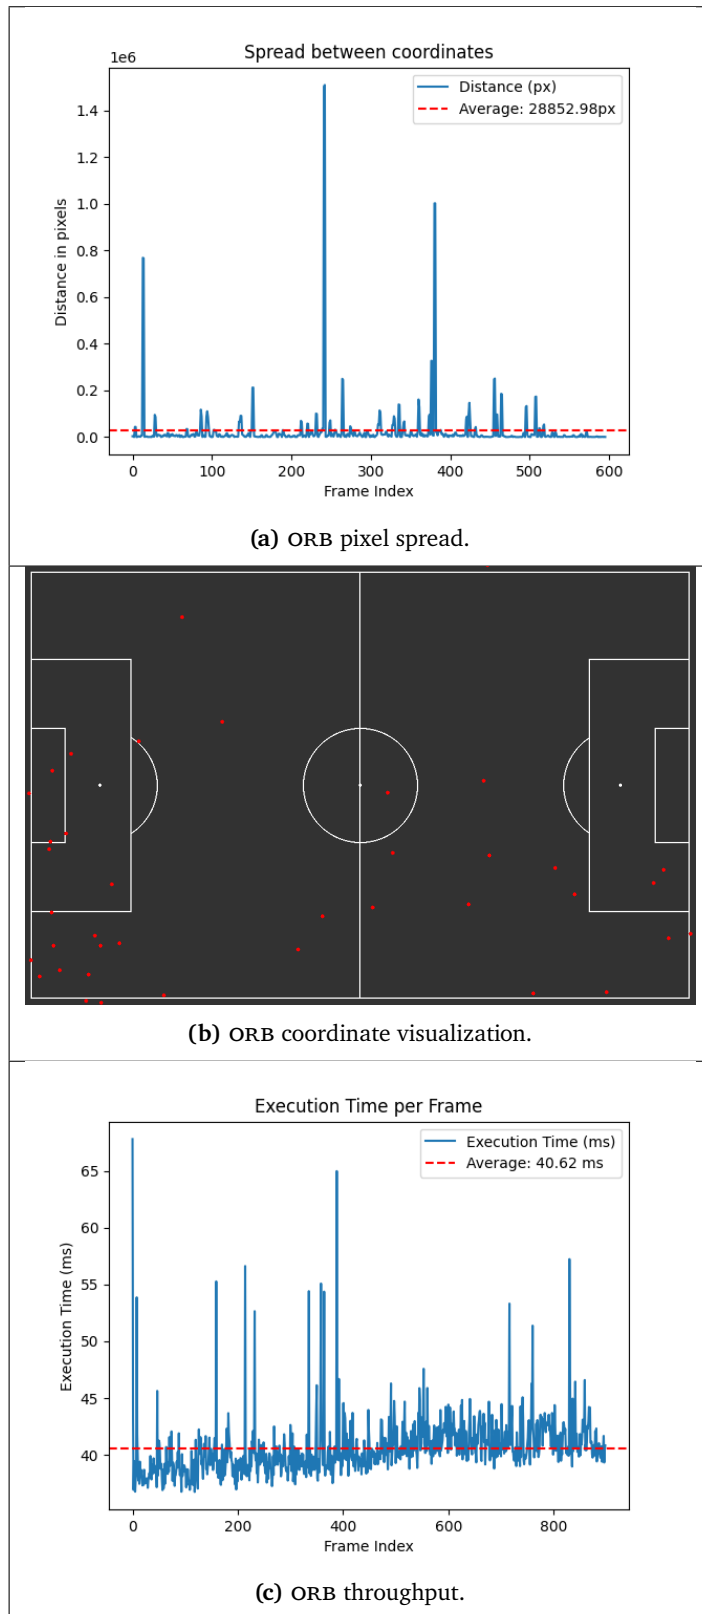 Spread between coordinates
1e6
Distance (px)
Average: 28852.98px
1.4
1.2
1.0
0.8
0.6
0.4
0.2
0.0
Distance in pixels
0 100 200 300 400 500 600
Frame Index
(a) ORB pixel spread.
(b) ORB coordinate visualization.
Execution Time per Frame
Execution Time (ms)
Average: 40.62 ms
65
60
55
50
45
40
Execution Time (ms)
0 200 400 600 800
Frame Index
(c) ORB throughput.